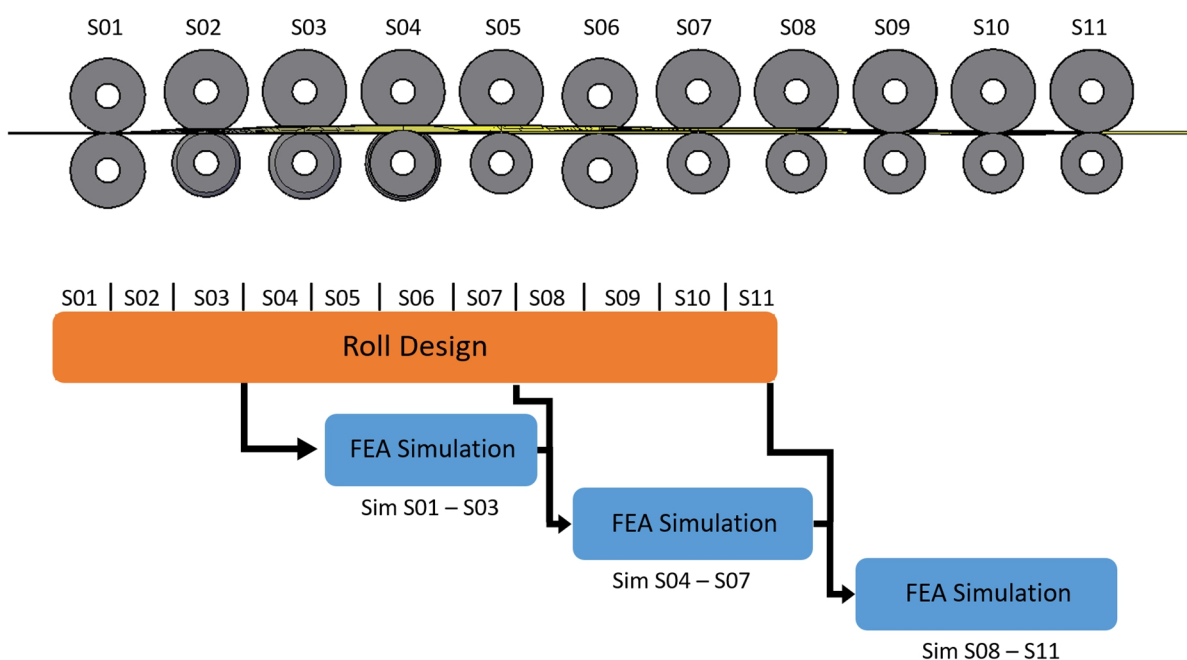 S01 S02 S03 S04 S05 S06 S07 S08 S09 S10 S11
S01 | S02 | S03 | S04 | S05 | S06 | S07 | S08 | S09 | S10 | S11
Roll Design
FEA Simulation
Sim S01 – S03
FEA Simulation
Sim S04 – S07
FEA Simulation
Sim S08 – S11